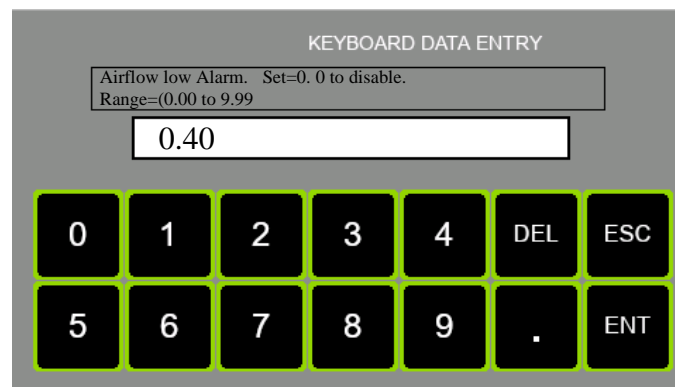 KEYBOARD DATA ENTRY
Airflow low Alarm. Set=0. 0 to disable.
Range=(0.00 to 9.99
0.40
0 1 2 3 4 DEL ESC
5 6 7 8 9 . ENT